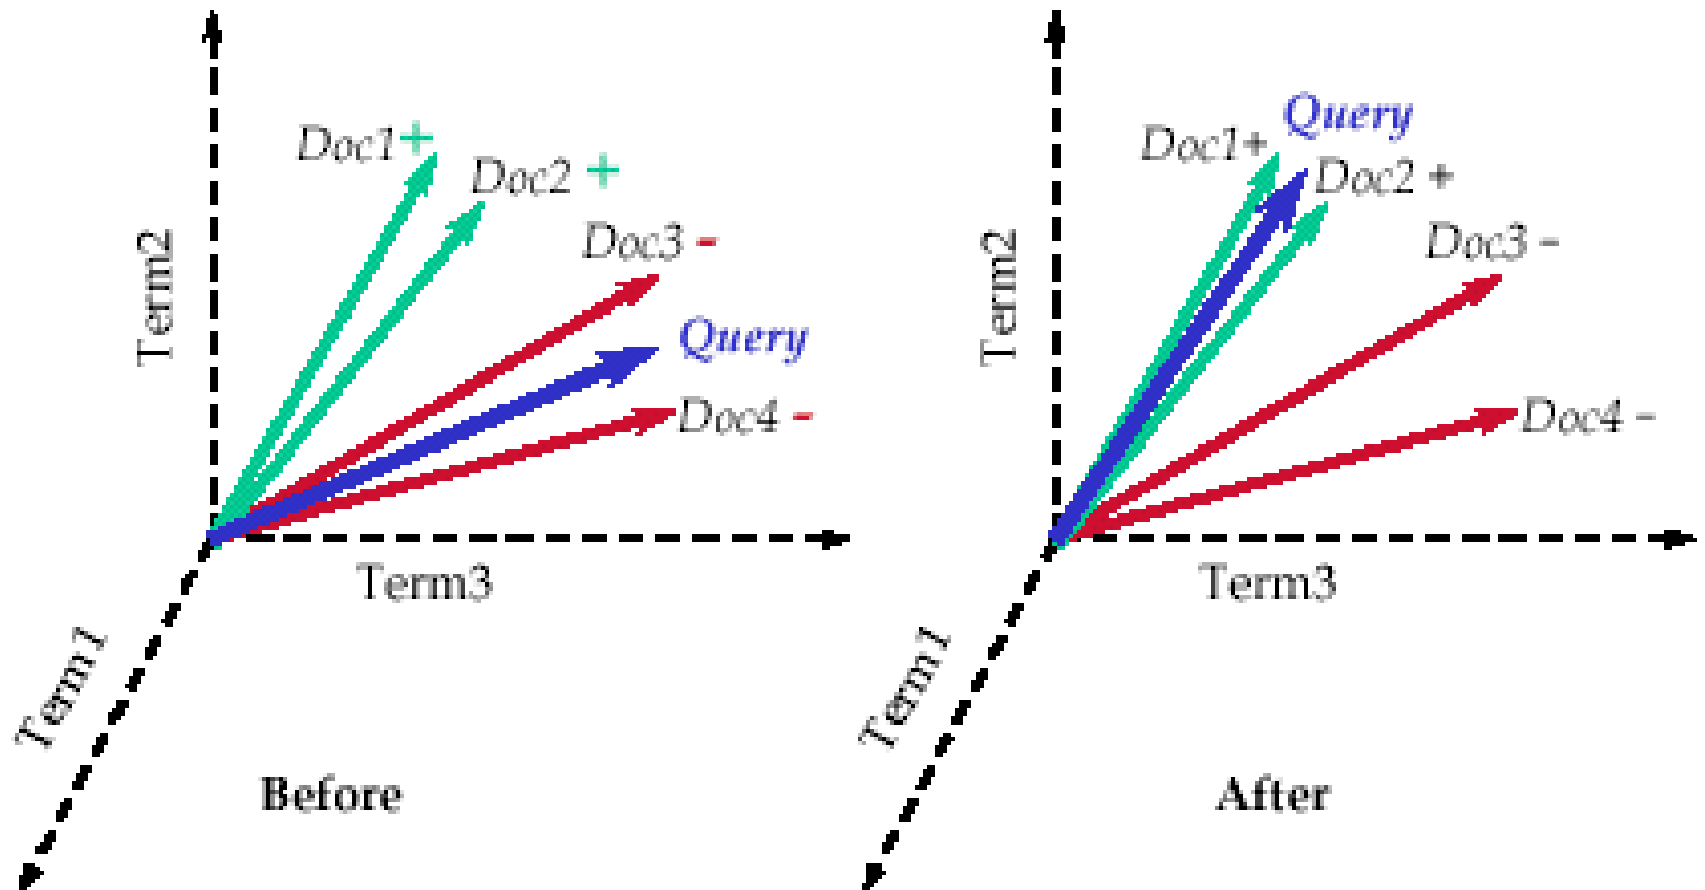 Doc1+
Doc2 +
Doc3 -
Query
Doc4 -
Term2
Term3
Term1
Before
Query
Doc1+
Doc2 +
Doc3 -
Doc4 -
Term2
Term3
Term1
After